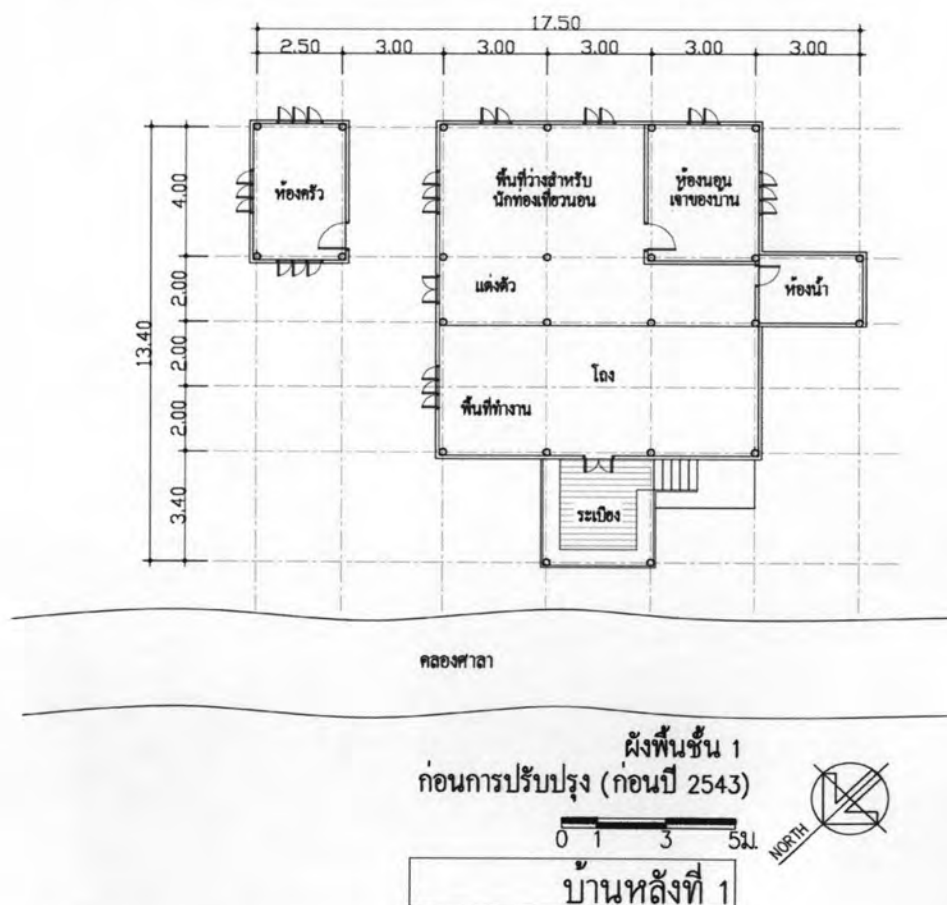 17.50
2.50 3.00 3.00 3.00 3.00 3.00
4.00
2.00
2.00
2.00
3.40
13.40
ห้องครัว
พื้นที่ว่างสำหรับ
นักท่องเที่ยวนอน
ห้องนอน
เจ้าของบ้าน
แต่งตัว
ห้องน้ำ
โถง
พื้นที่ทำงาน
ระเบียง
คลองศาลา
ผังพื้นชั้น 1
ก่อนการปรับปรุง (ก่อนปี 2543)
0 1 3 5ม.
NORTH
บ้านหลังที่ 1